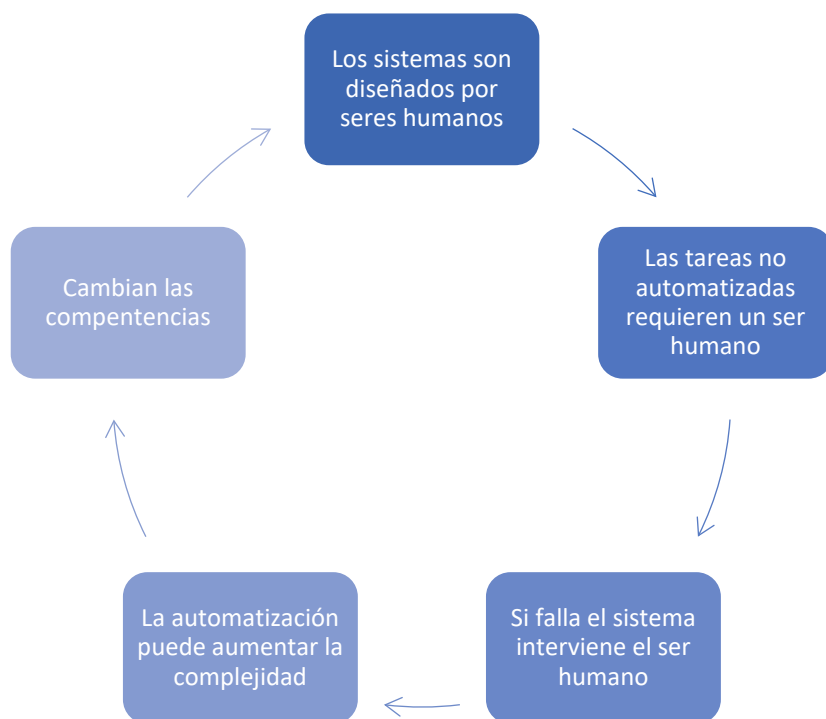 Los sistemas son
diseñados por
seres humanos
Las tareas no
automatizadas
requieren un ser
humano
Si falla el sistema
interviene el ser
humano
La automatización
puede aumentar la
complejidad
Cambian las
compentencias